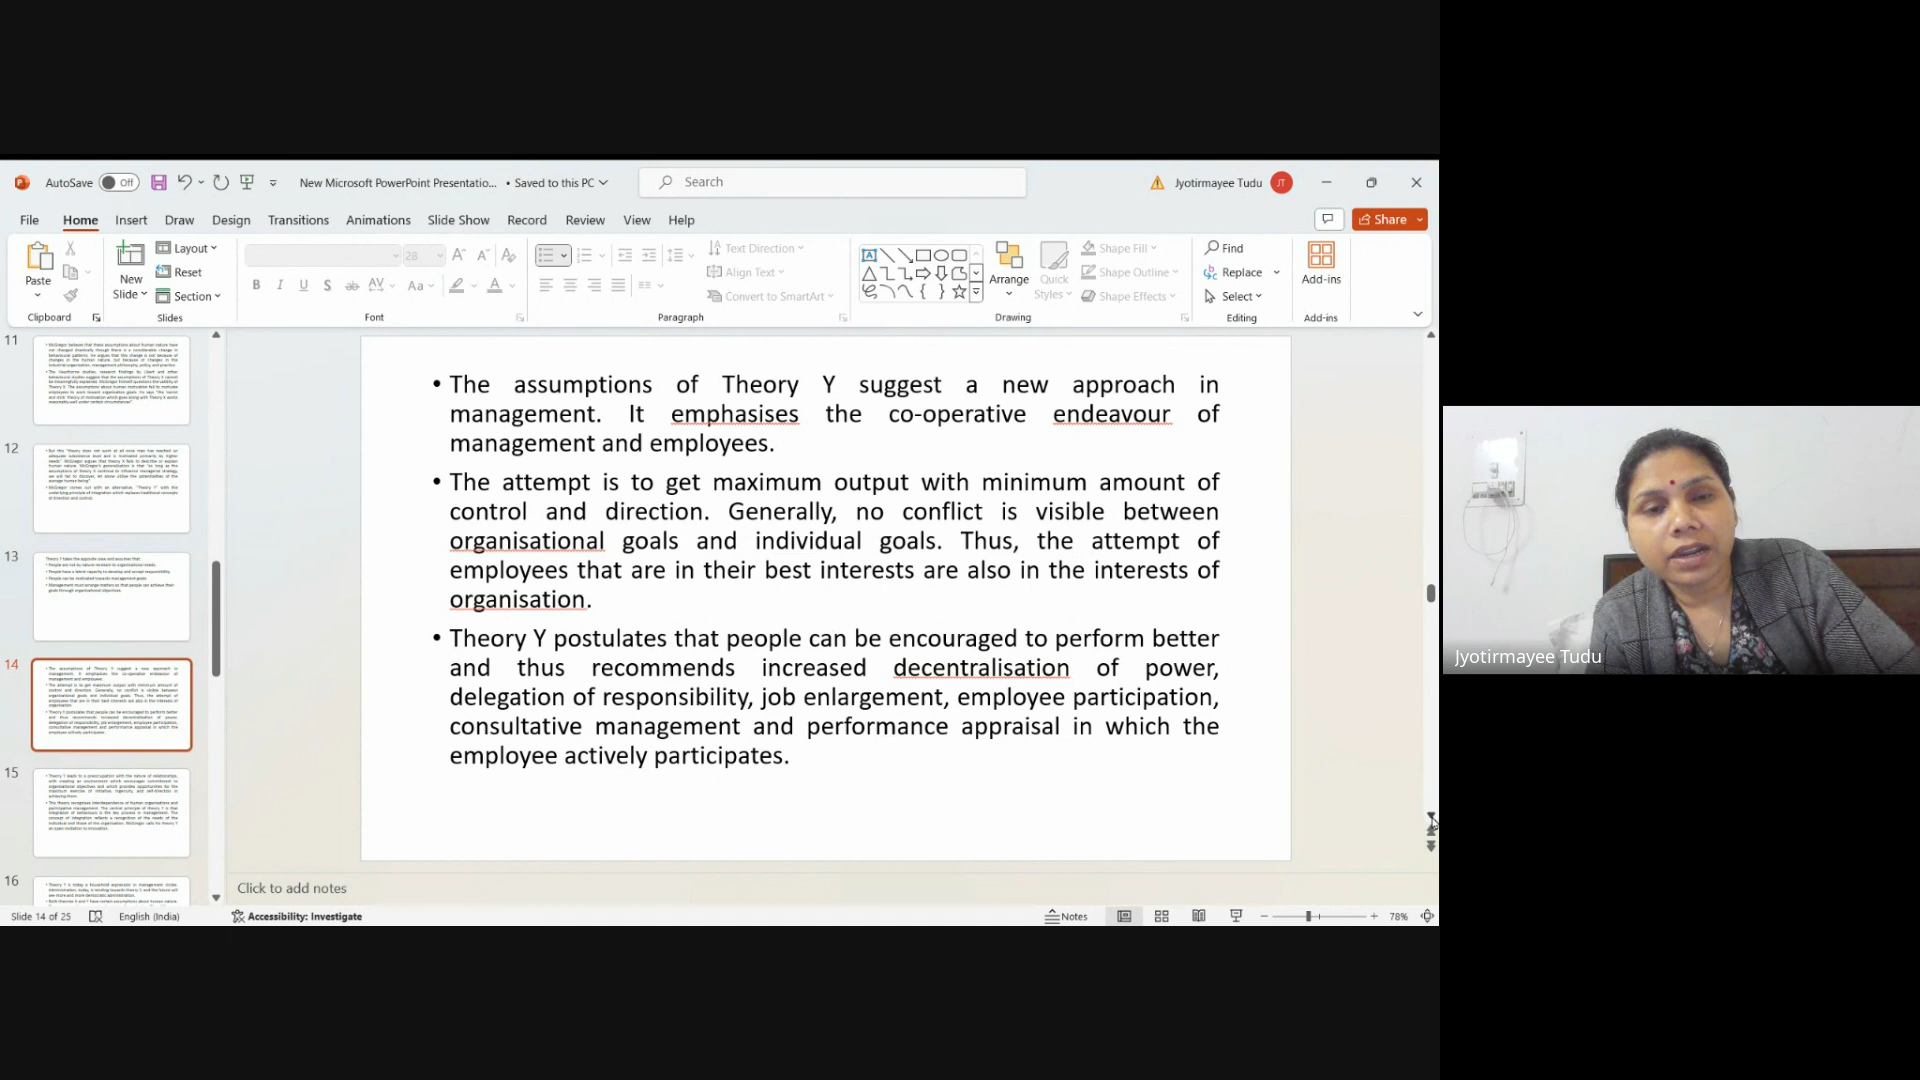 AutoSave Off New Microsoft PowerPoint Presentatio... • Saved to this PC Search Jyotirmayee Tudu JT
File Home Insert Draw Design Transitions Animations Slide Show Record Review View Help Share
Paste New Slide Layout Reset Section 28 Text Direction Align Text Convert to SmartArt Arrange Quick Styles Shape Fill Shape Outline Shape Effects Find Replace Select Add-ins
Clipboard Slides Font Paragraph Drawing Editing Add-ins
11
12
13
14
15
16
• The assumptions of Theory Y suggest a new approach in
management. It emphasises the co-operative endeavour of
management and employees.
• The attempt is to get maximum output with minimum amount of
control and direction. Generally, no conflict is visible between
organisational goals and individual goals. Thus, the attempt of
employees that are in their best interests are also in the interests of
organisation.
• Theory Y postulates that people can be encouraged to perform better
and thus recommends increased decentralisation of power,
delegation of responsibility, job enlargement, employee participation,
consultative management and performance appraisal in which the
employee actively participates.
Click to add notes
Slide 14 of 25 English (India) Accessibility: Investigate Notes 78%
Jyotirmayee Tudu